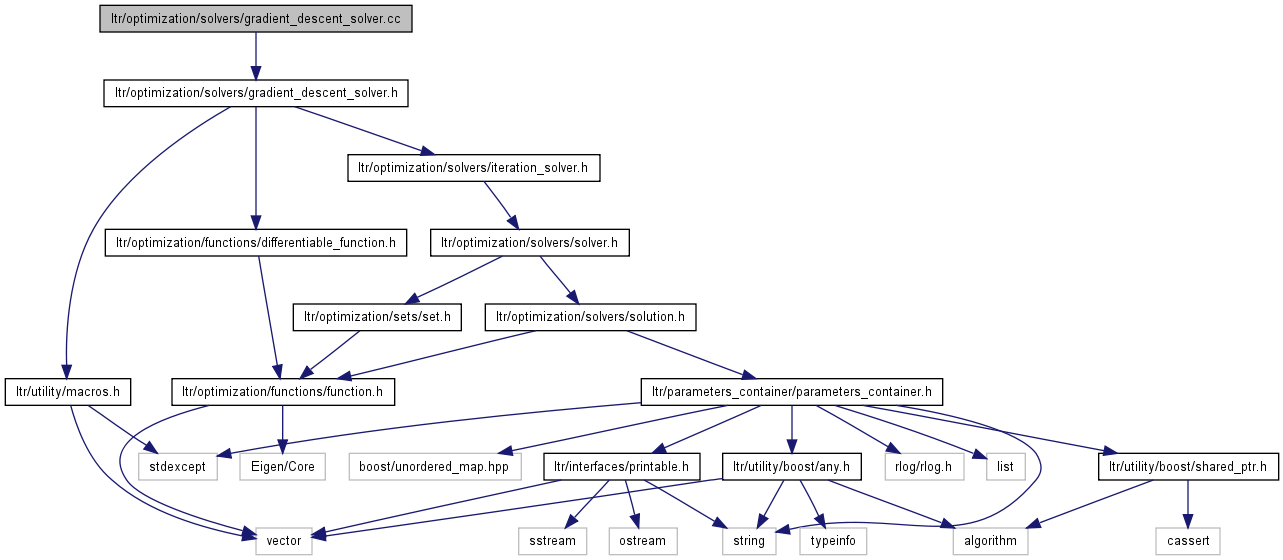 ltr/optimization/solvers/gradient_descent_solver.cc
ltr/optimization/solvers/gradient_descent_solver.h
ltr/optimization/solvers/iteration_solver.h
ltr/optimization/functions/differentiable_function.h
ltr/optimization/solvers/solver.h
ltr/optimization/sets/set.h
ltr/optimization/solvers/solution.h
ltr/utility/macros.h
ltr/optimization/functions/function.h
ltr/parameters_container/parameters_container.h
stdexcept
Eigen/Core
boost/unordered_map.hpp
ltr/interfaces/printable.h
ltr/utility/boost/any.h
rlog/rlog.h
list
ltr/utility/boost/shared_ptr.h
vector
sstream
ostream
string
typeinfo
algorithm
cassert